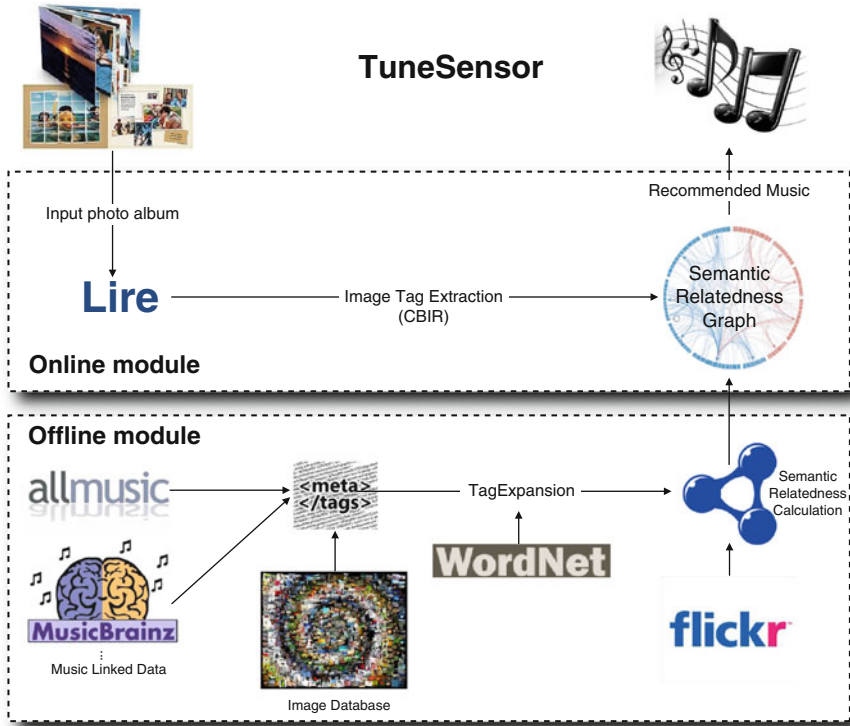 TuneSensor
Input photo album
Recommended Music
Lire
Image Tag Extraction
(CBIR)
Semantic
Relatedness
Graph
Online module
Offline module
allmusic
<meta>
</tags>
TagExpansion
Semantic
Relatedness
Calculation
WordNet
MusicBrainz
flickr
Music Linked Data
Image Database